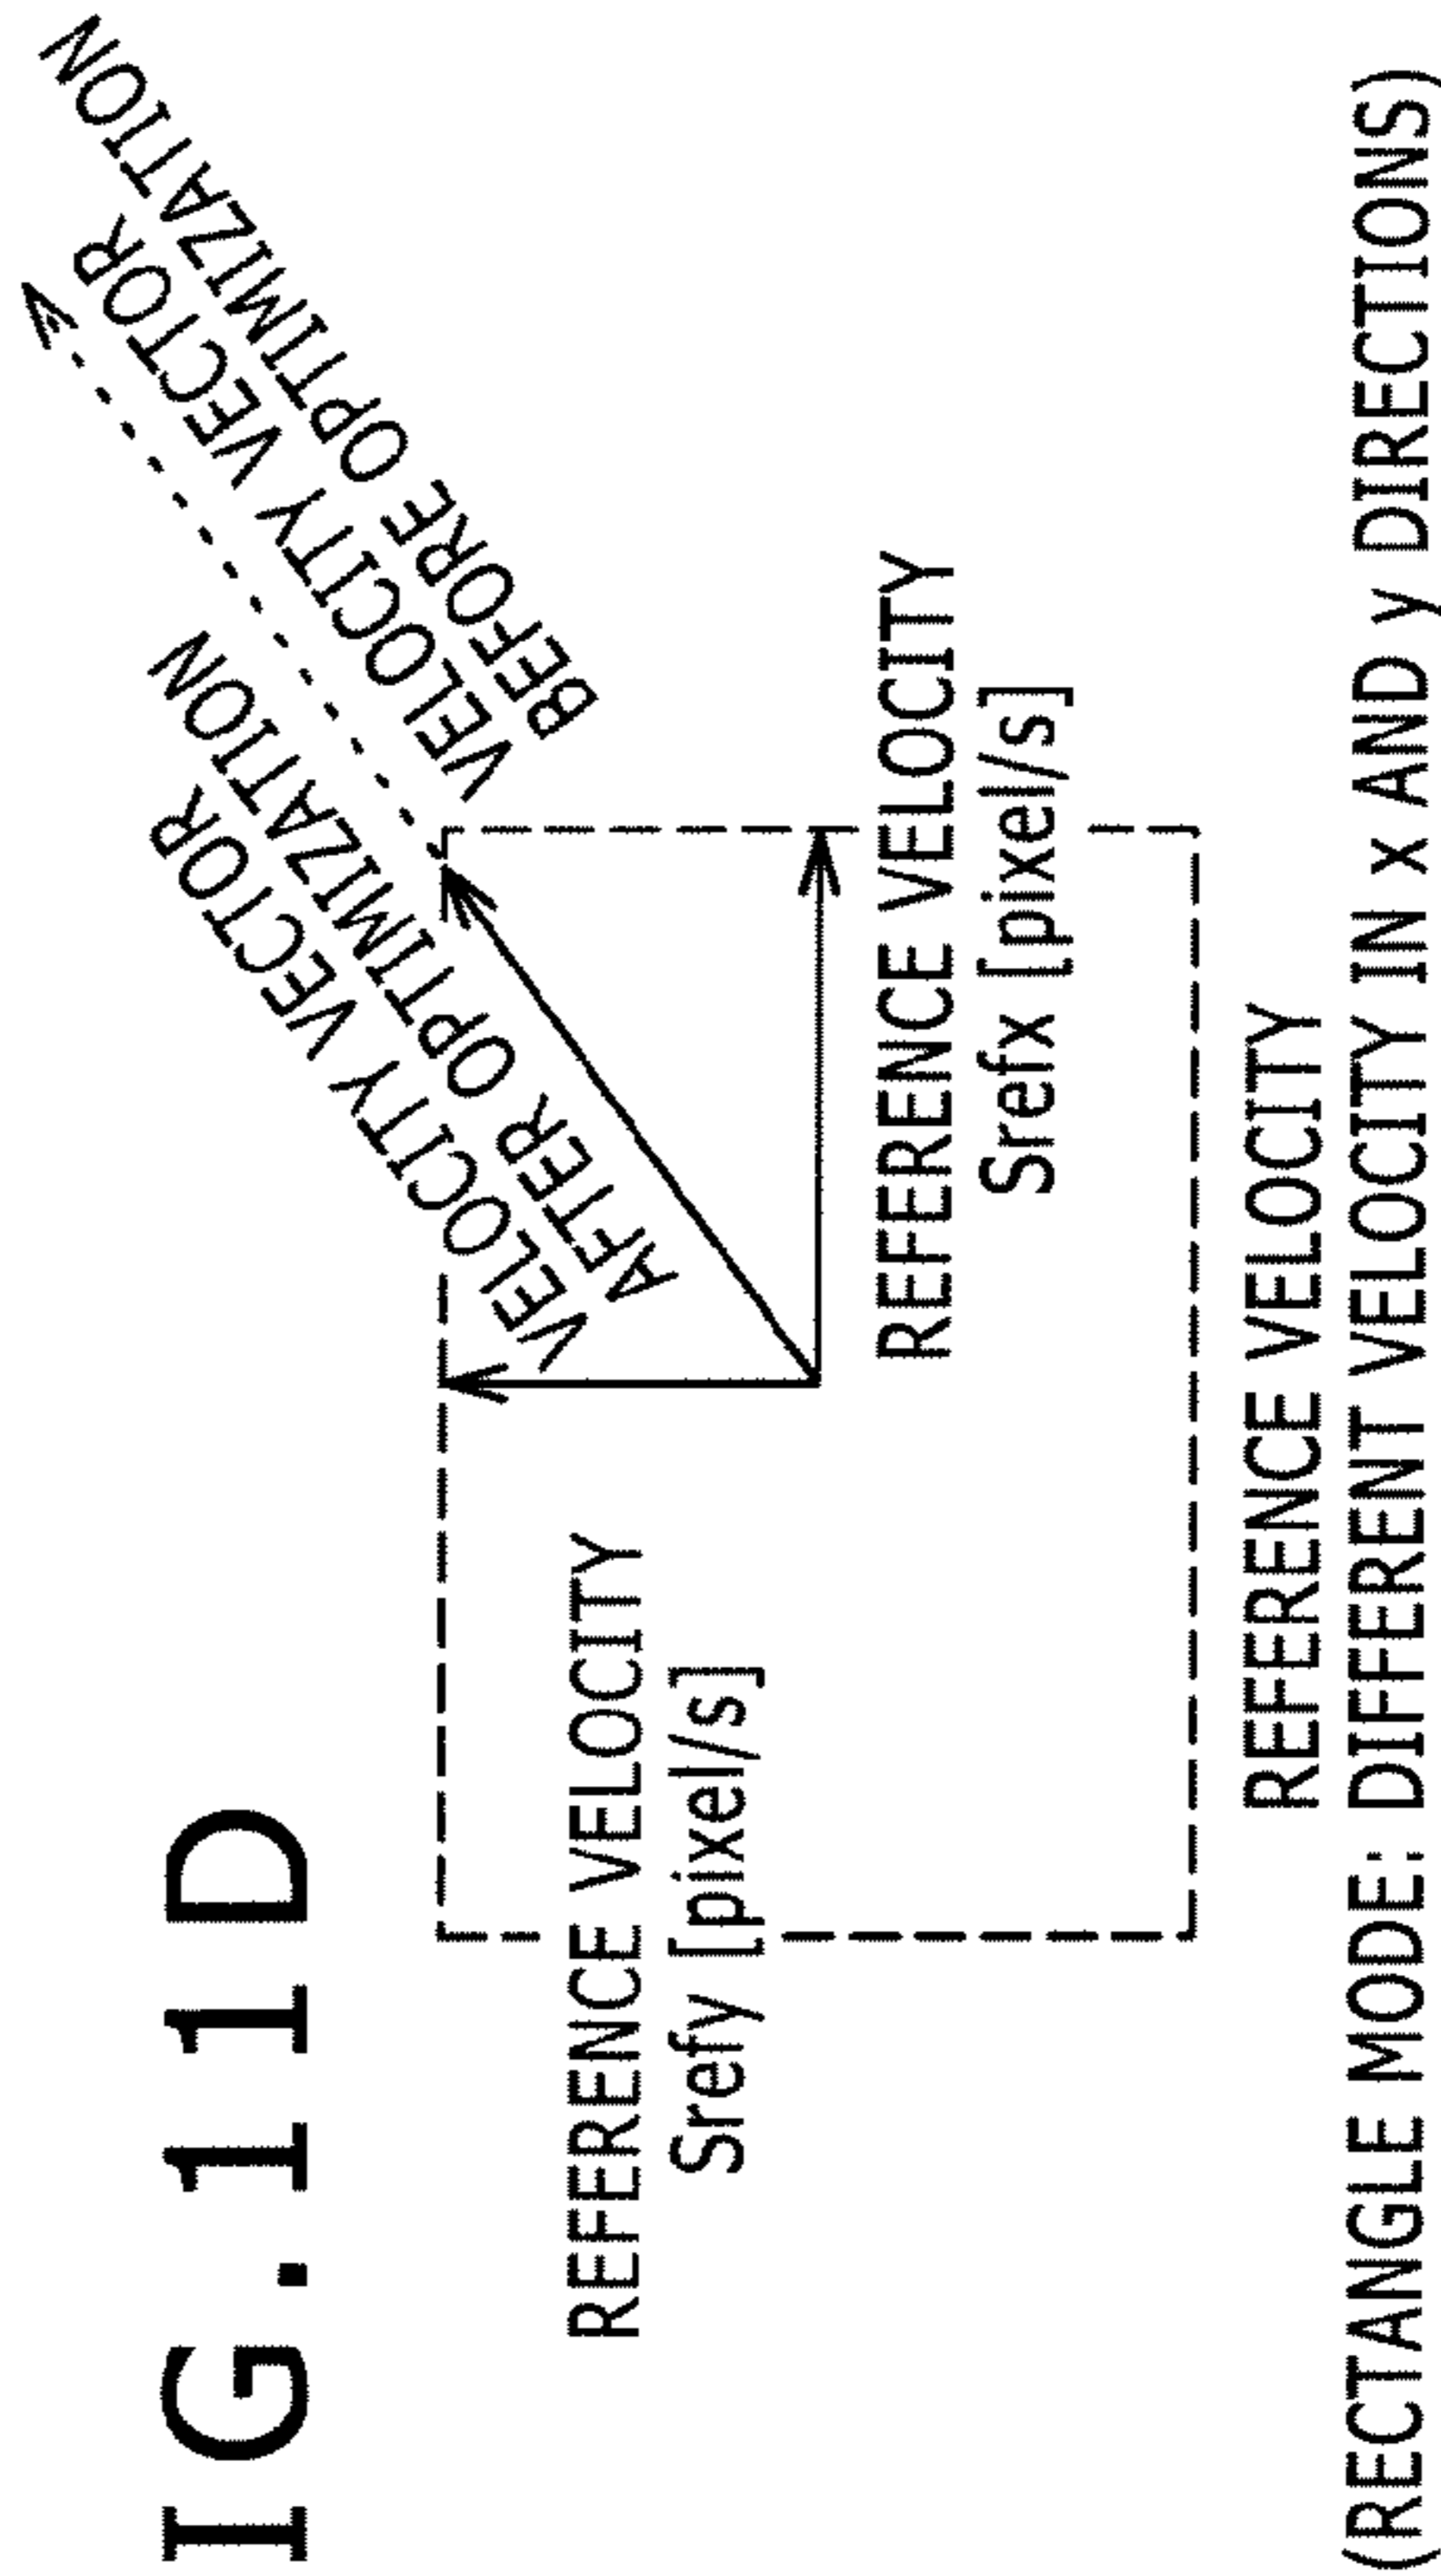 IG.11D
VELOCITY VECTOR
AFTER OPTIMIZATION
VELOCITY VECTOR
BEFORE OPTIMIZATION
REFERENCE VELOCITY
Srefy [pixel/s]
REFERENCE VELOCITY
Srefx [pixel/s]
REFERENCE VELOCITY
(RECTANGLE MODE: DIFFERENT VELOCITY IN x AND y DIRECTIONS)